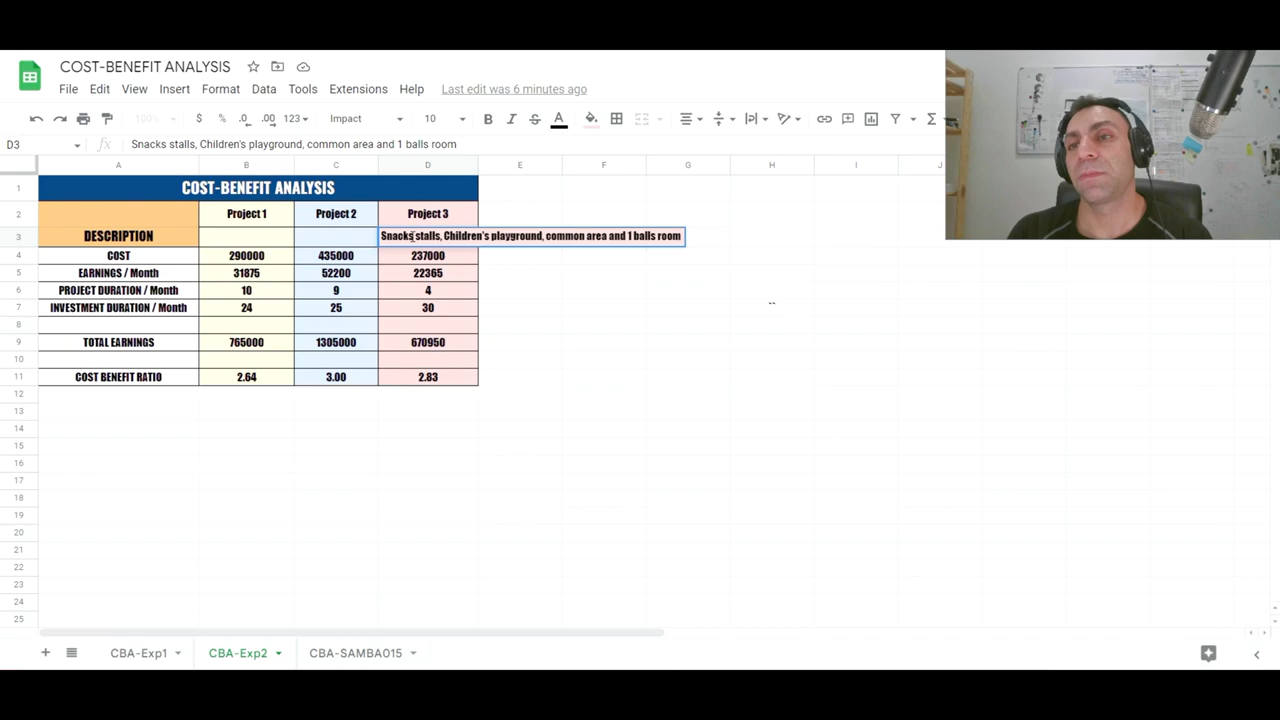 COST-BENEFIT ANALYSIS
File Edit View Insert Format Data Tools Extensions Help Last edit was 6 minutes ago
100% $ % .0 .00 123 Impact 10 B I S A Σ
D3 fx Snacks stalls, Children's playground, common area and 1 balls room
A B C D E F G H I J
1 COST-BENEFIT ANALYSIS
2 Project 1 Project 2 Project 3
3 DESCRIPTION Snacks stalls, Children's playground, common area and 1 balls room
4 COST 290000 435000 237000
5 EARNINGS / Month 31875 52200 22365
6 PROJECT DURATION / Month 10 9 4
7 INVESTMENT DURATION / Month 24 25 30
8
9 TOTAL EARNINGS 765000 1305000 670950
10
11 COST BENEFIT RATIO 2.64 3.00 2.83
12
13
14
15
16
17
18
19
20
21
22
23
24
25
CBA-Exp1 CBA-Exp2 CBA-SAMBA015